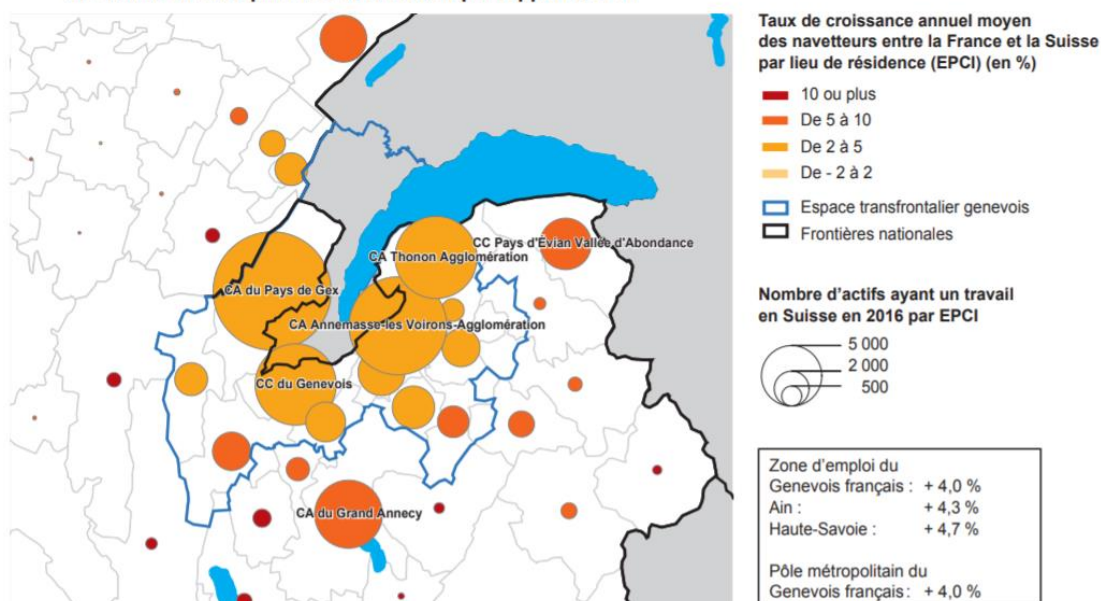 Taux de croissance annuel moyen
des navetteurs entre la France et la Suisse
par lieu de résidence (EPCI) (en %)
10 ou plus
De 5 à 10
De 2 à 5
De - 2 à 2
Espace transfrontalier genevois
Frontières nationales
CC Pays d'Évian Vallée d'Abondance
CA Thonon Agglomération
CA du Pays de Gex
CA Annemasse-les Voirons-Agglomération
CC du Genevois
CA du Grand Annecy
Nombre d'actifs ayant un travail
en Suisse en 2016 par EPCI
5 000
2 000
500
Zone d'emploi du
Genevois français : + 4,0 %
Ain : + 4,3 %
Haute-Savoie : + 4,7 %
Pôle métropolitain du
Genevois français : + 4,0 %